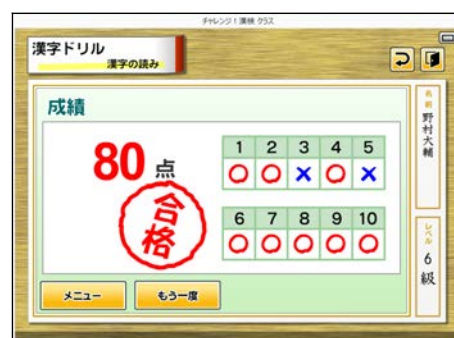 チャレンジ!漢検 クラス
漢字ドリル
漢字の読み
成績
80点
合格
1 2 3 4 5
○ ○ × ○ ×
6 7 8 9 10
○ ○ ○ ○ ○
メニュー
もう一度
名前
野村大輔
レベル
6級